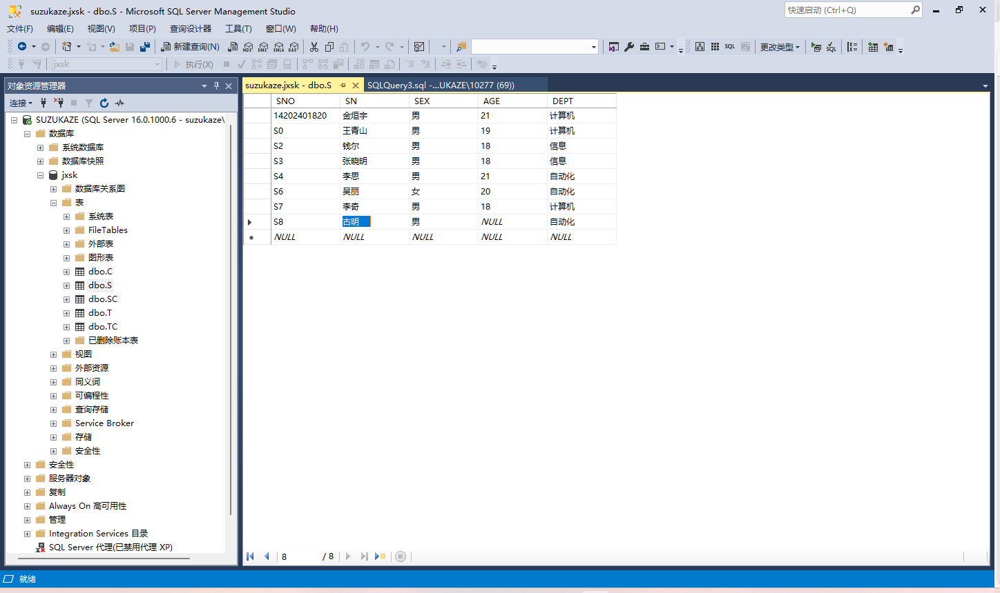 suzukaze.jxsk - dbo.S - Microsoft SQL Server Management Studio
快速启动 (Ctrl+Q)
文件(F) 编辑(E) 视图(V) 项目(P) 查询设计器 工具(T) 窗口(W) 帮助(H)
新建查询(N) MDX DMX XMLA DAX SQL 更改类型 SQL
jxsk 执行(X)
对象资源管理器
连接
SUZUKAZE (SQL Server 16.0.1000.6 - suzukaze\
数据库
系统数据库
数据库快照
jxsk
数据库关系图
表
系统表
FileTables
外部表
图形表
dbo.C
dbo.S
dbo.SC
dbo.T
dbo.TC
已删除账本表
视图
外部资源
同义词
可编程性
查询存储
Service Broker
存储
安全性
安全性
服务器对象
复制
Always On 高可用性
管理
Integration Services 目录
SQL Server 代理(已禁用代理 XP)
suzukaze.jxsk - dbo.S SQLQuery3.sql -...UKAZE\10277 (69))
SNO SN SEX AGE DEPT
14202401820 金烜宇 男 21 计算机
S0 王青山 男 19 计算机
S2 钱尔 男 18 信息
S3 张晓明 男 18 信息
S4 李思 男 21 自动化
S6 吴丽 女 20 自动化
S7 李奇 男 18 计算机
S8 古明 男 NULL 自动化
NULL NULL NULL NULL NULL
8 / 8
就绪